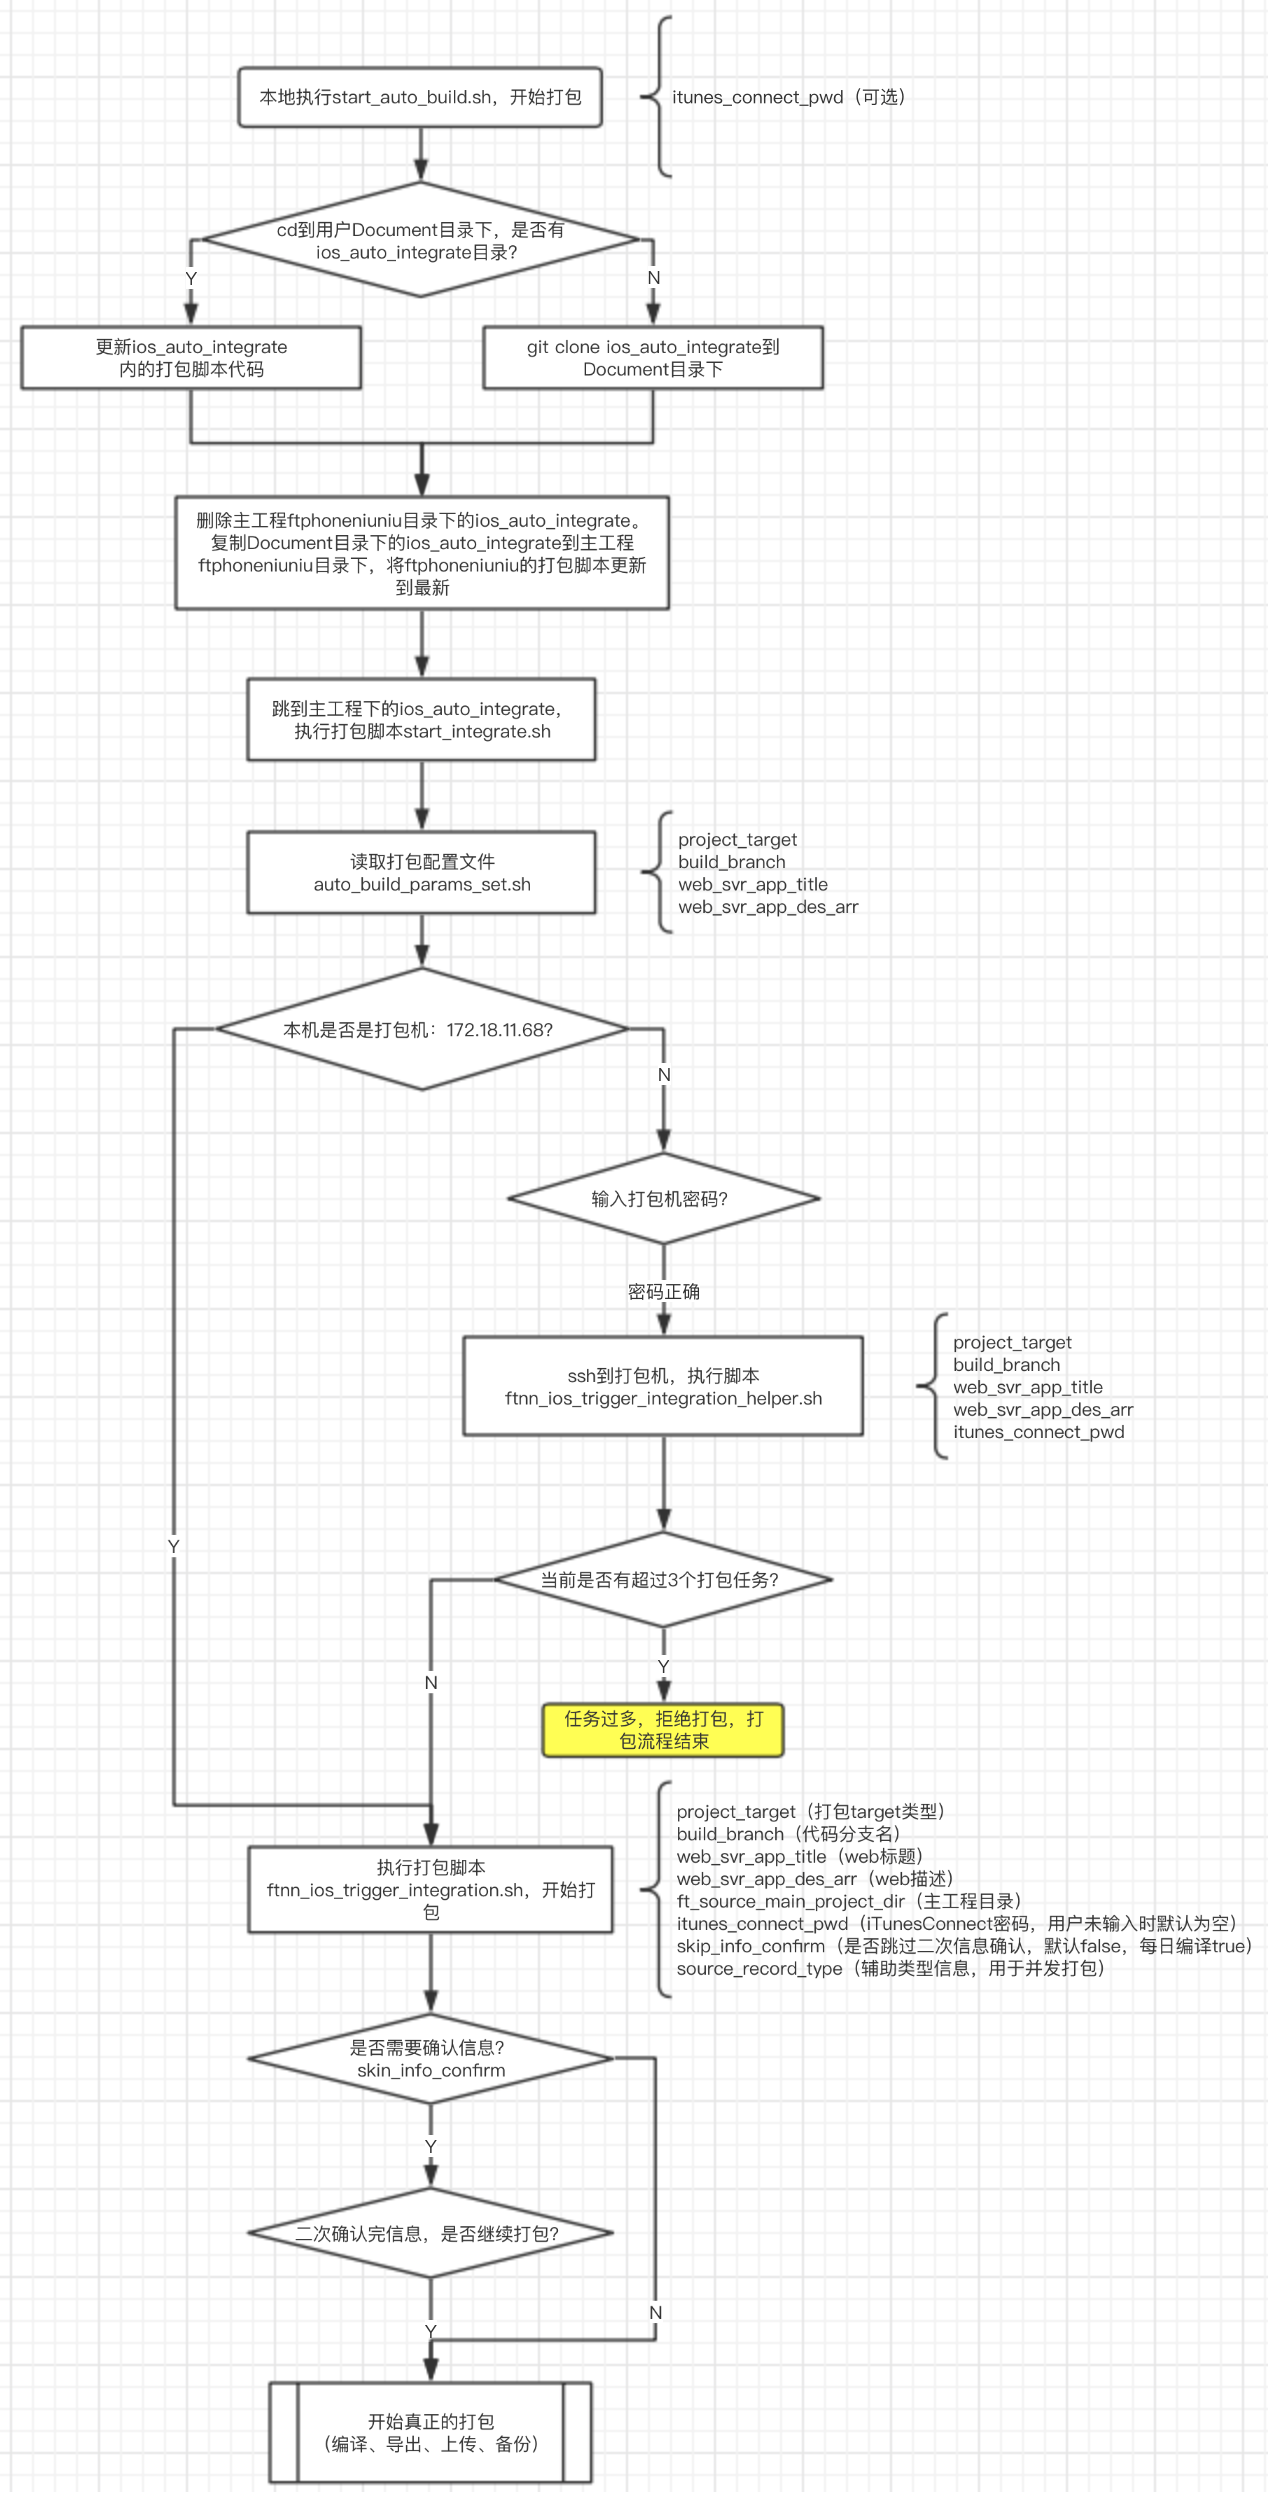 本地执行start_auto_build.sh，开始打包
itunes_connect_pwd（可选）
cd到用户Document目录下，是否有
ios_auto_integrate目录？
Y
N
更新ios_auto_integrate
内的打包脚本代码
git clone ios_auto_integrate到
Document目录下
删除主工程ftphoneniuniu目录下的ios_auto_integrate。
复制Document目录下的ios_auto_integrate到主工程
ftphoneniuniu目录下，将ftphoneniuniu的打包脚本更新
到最新
跳到主工程下的ios_auto_integrate，
执行打包脚本start_integrate.sh
读取打包配置文件
auto_build_params_set.sh
project_target
build_branch
web_svr_app_title
web_svr_app_des_arr
本机是否是打包机：172.18.11.68？
N
输入打包机密码？
密码正确
ssh到打包机，执行脚本
ftnn_ios_trigger_integration_helper.sh
project_target
build_branch
web_svr_app_title
web_svr_app_des_arr
itunes_connect_pwd
Y
当前是否有超过3个打包任务？
N
Y
任务过多，拒绝打包，打
包流程结束
执行打包脚本
ftnn_ios_trigger_integration.sh，开始打
包
project_target（打包target类型）
build_branch（代码分支名）
web_svr_app_title（web标题）
web_svr_app_des_arr（web描述）
ft_source_main_project_dir（主工程目录）
itunes_connect_pwd（iTunesConnect密码，用户未输入时默认为空）
skip_info_confirm（是否跳过二次信息确认，默认false，每日编译true）
source_record_type（辅助类型信息，用于并发打包）
是否需要确认信息？
skin_info_confirm
Y
二次确认完信息，是否继续打包？
N
Y
开始真正的打包
（编译、导出、上传、备份）